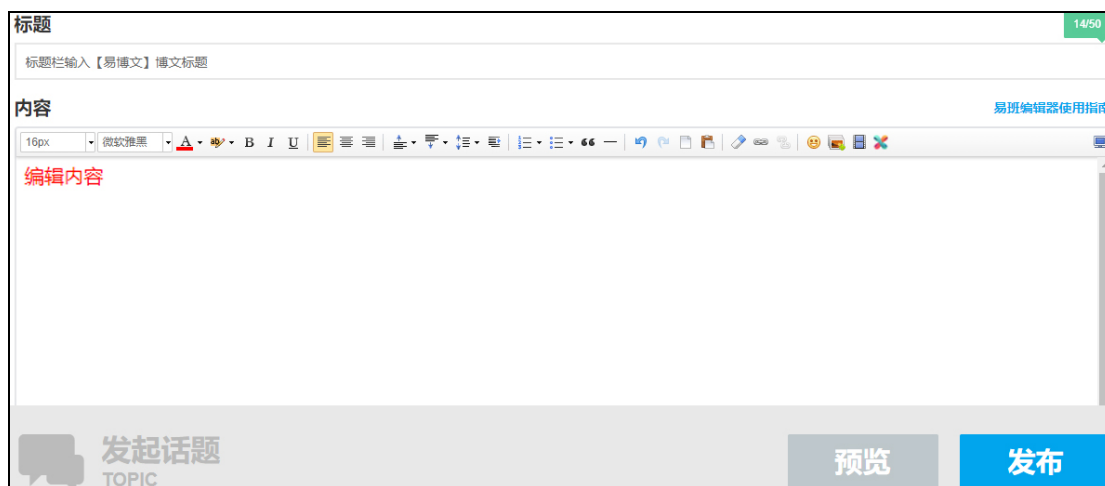 标题
14/50
标题栏输入【易博文】博文标题
内容
易班编辑器使用指南
16px 微软雅黑 A ab B I U
编辑内容
发起话题
TOPIC
预览
发布